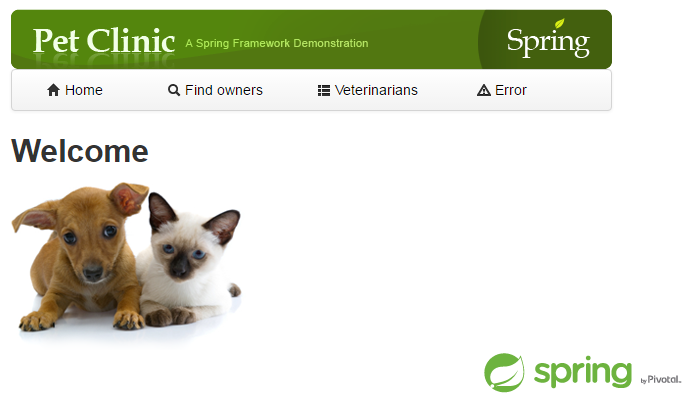 Pet Clinic A Spring Framework Demonstration Spring
Home Find owners Veterinarians Error
Welcome
spring by Pivotal.